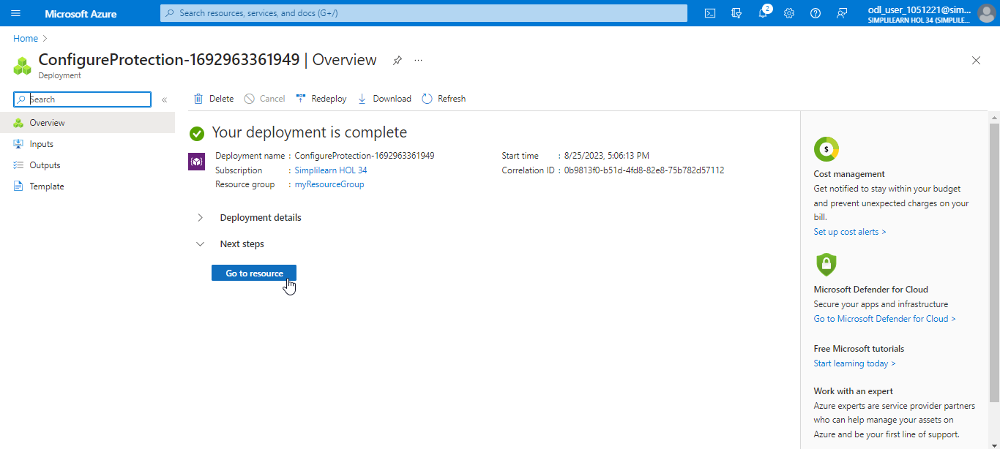 Microsoft Azure
Search resources, services, and docs (G+/)
2
odl_user_1051221@sim...
SIMPLILEARN HOL 34 (SIMPLILE...
Home
ConfigureProtection-1692963361949 | Overview
...
Deployment
Search
«
Delete
Cancel
Redeploy
Download
Refresh
Overview
Inputs
Outputs
Template
Your deployment is complete
Deployment name : ConfigureProtection-1692963361949
Subscription : Simplilearn HOL 34
Resource group : myResourceGroup
Start time : 8/25/2023, 5:06:13 PM
Correlation ID : 0b9813f0-b51d-4fd8-82e8-75b782d57112
Deployment details
Next steps
Go to resource
$
Cost management
Get notified to stay within your budget
and prevent unexpected charges on your
bill.
Set up cost alerts >
Microsoft Defender for Cloud
Secure your apps and infrastructure
Go to Microsoft Defender for Cloud >
Free Microsoft tutorials
Start learning today >
Work with an expert
Azure experts are service provider partners
who can help manage your assets on
Azure and be your first line of support.